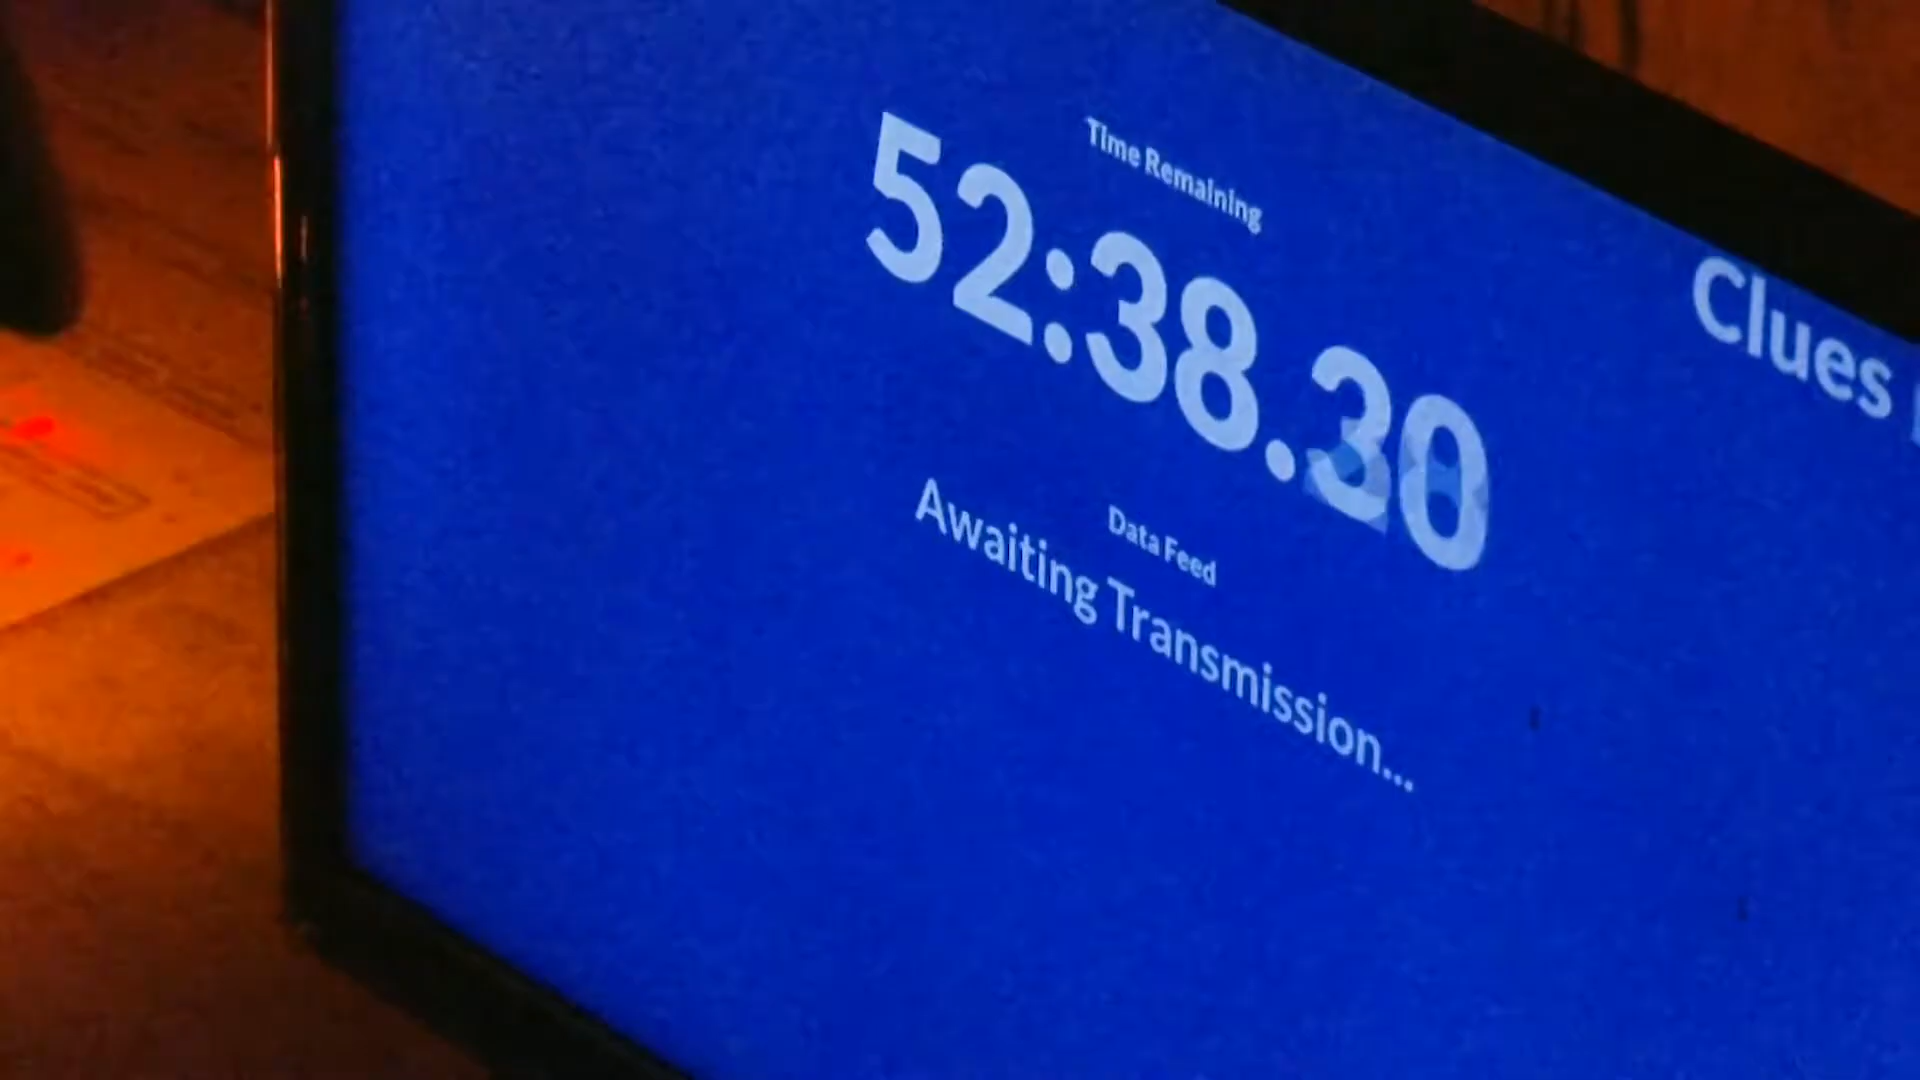 Time Remaining
52:38.30
Data Feed
Awaiting Transmission...
Clues